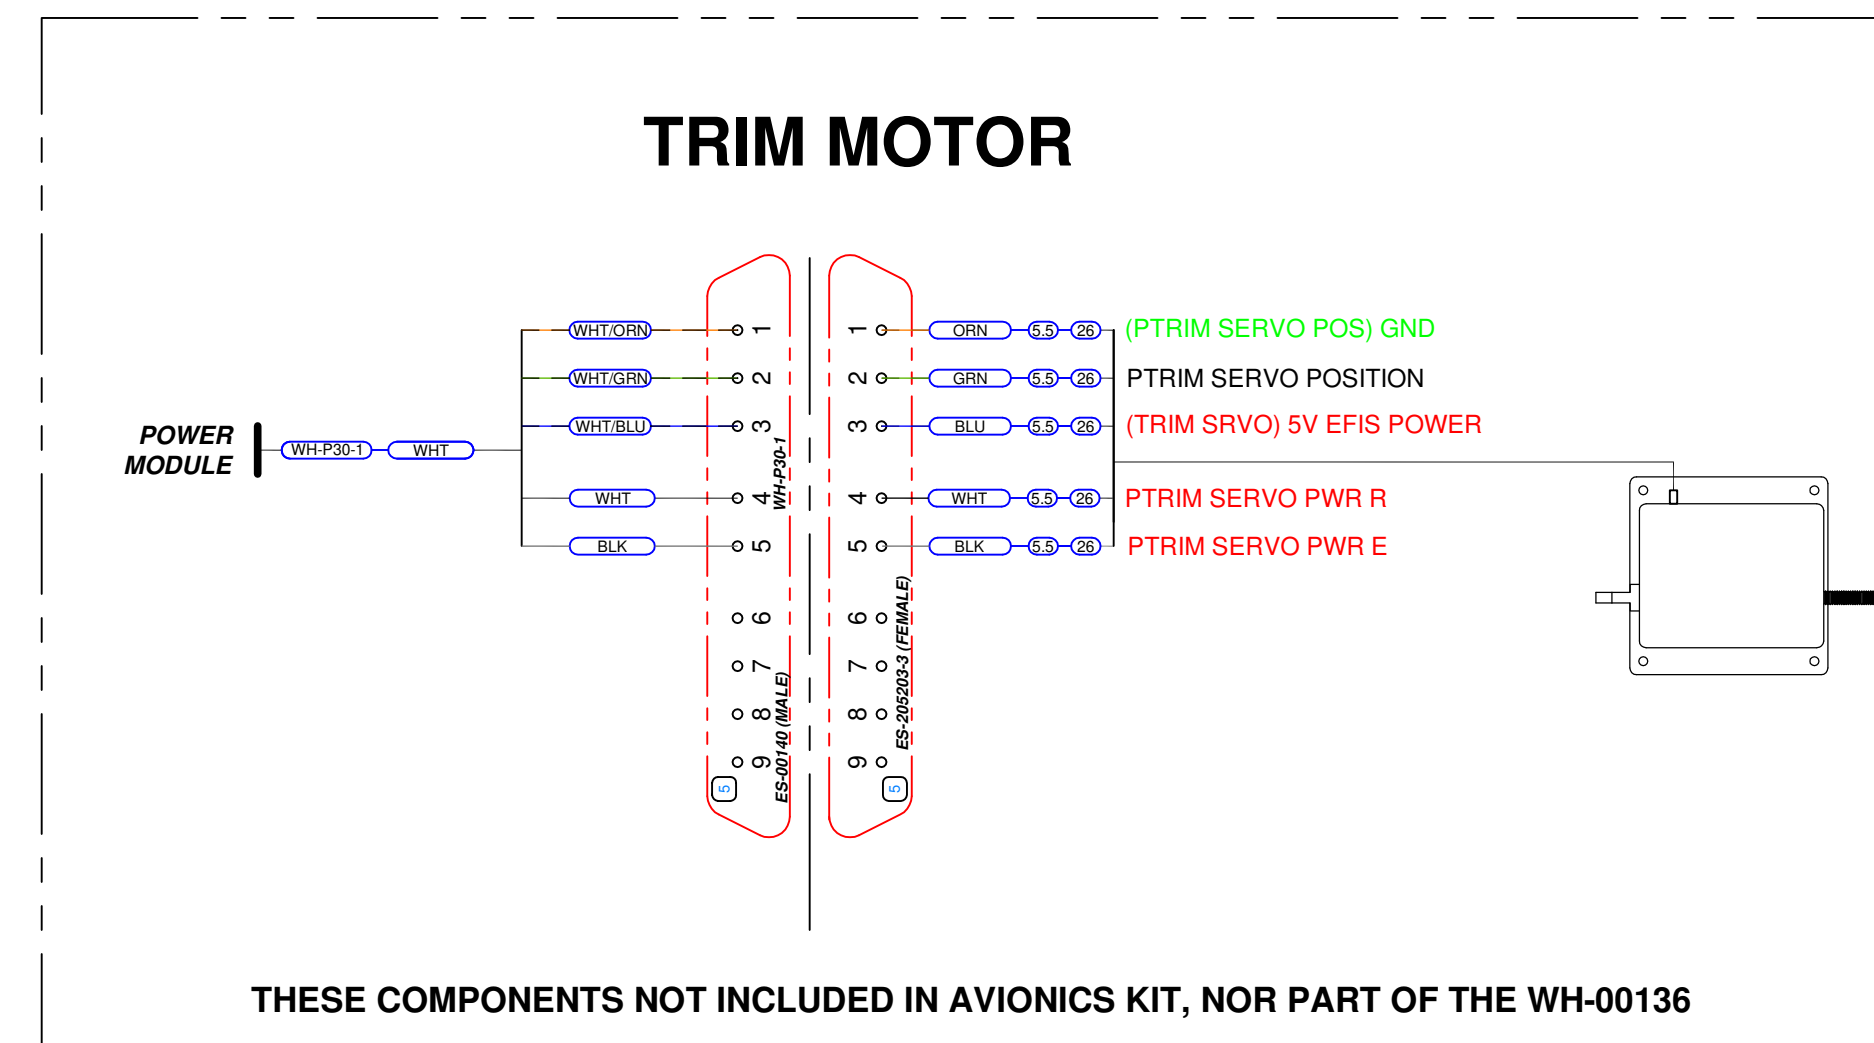 TRIM MOTOR
POWER
MODULE
WH-P30-1 WHT
WHT/ORN 1 1 ORN 5.5 26 (PTRIM SERVO POS) GND
WHT/GRN 2 2 GRN 5.5 26 PTRIM SERVO POSITION
WHT/BLU 3 3 BLU 5.5 26 (TRIM SRVO) 5V EFIS POWER
WHT 4 4 WHT 5.5 26 PTRIM SERVO PWR R
BLK 5 5 BLK 5.5 26 PTRIM SERVO PWR E
6 6
7 7
8 8
9 9
5 5
WH-P30-1
ES-00140 (MALE)
ES-205203-3 (FEMALE)
THESE COMPONENTS NOT INCLUDED IN AVIONICS KIT, NOR PART OF THE WH-00136